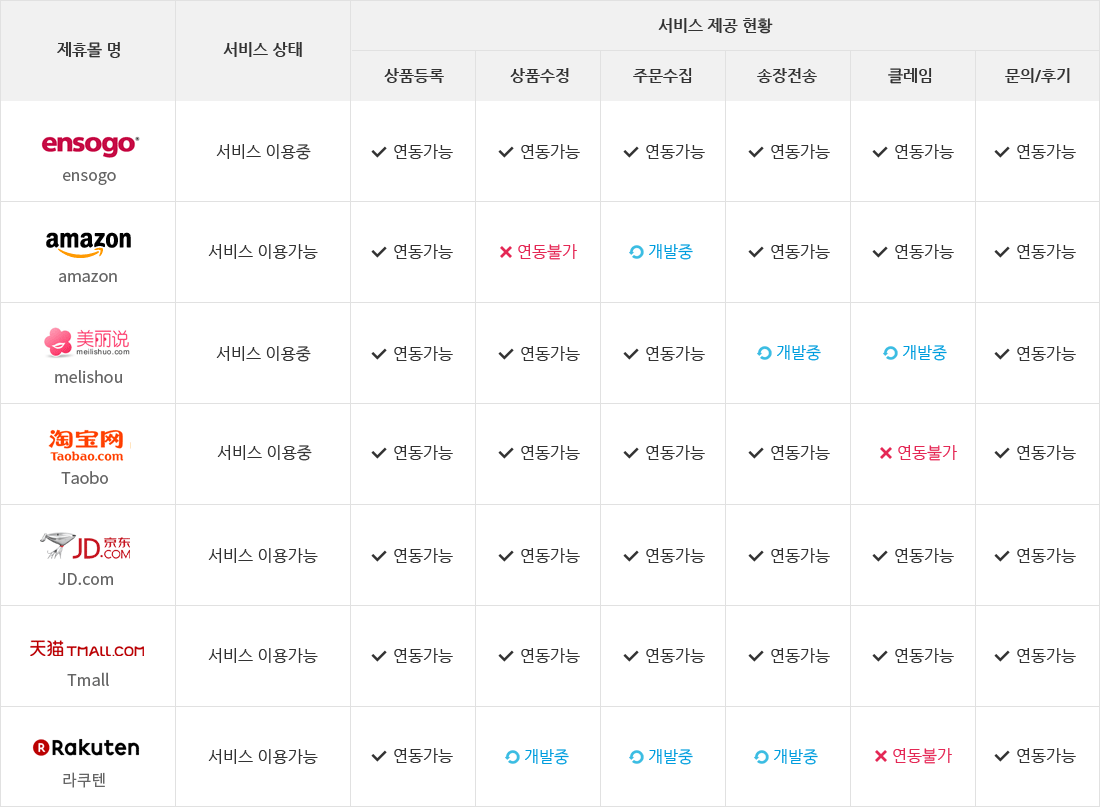 제휴몰 명 서비스 상태 서비스 제공 현황
상품등록 상품수정 주문수집 송장전송 클레임 문의/후기
ensogo
ensogo 서비스 이용중 연동가능 연동가능 연동가능 연동가능 연동가능 연동가능
amazon
amazon 서비스 이용가능 연동가능 연동불가 개발중 연동가능 연동가능 연동가능
美丽说
meilishuo.com
melishou 서비스 이용중 연동가능 연동가능 연동가능 개발중 개발중 연동가능
淘宝网
Taobao.com
Taobo 서비스 이용중 연동가능 연동가능 연동가능 연동가능 연동불가 연동가능
JD京东.COM
JD.com 서비스 이용가능 연동가능 연동가능 연동가능 연동가능 연동가능 연동가능
天猫 TMALL.COM
Tmall 서비스 이용가능 연동가능 연동가능 연동가능 연동가능 연동가능 연동가능
R Rakuten
라쿠텐 서비스 이용가능 연동가능 개발중 개발중 개발중 연동불가 연동가능